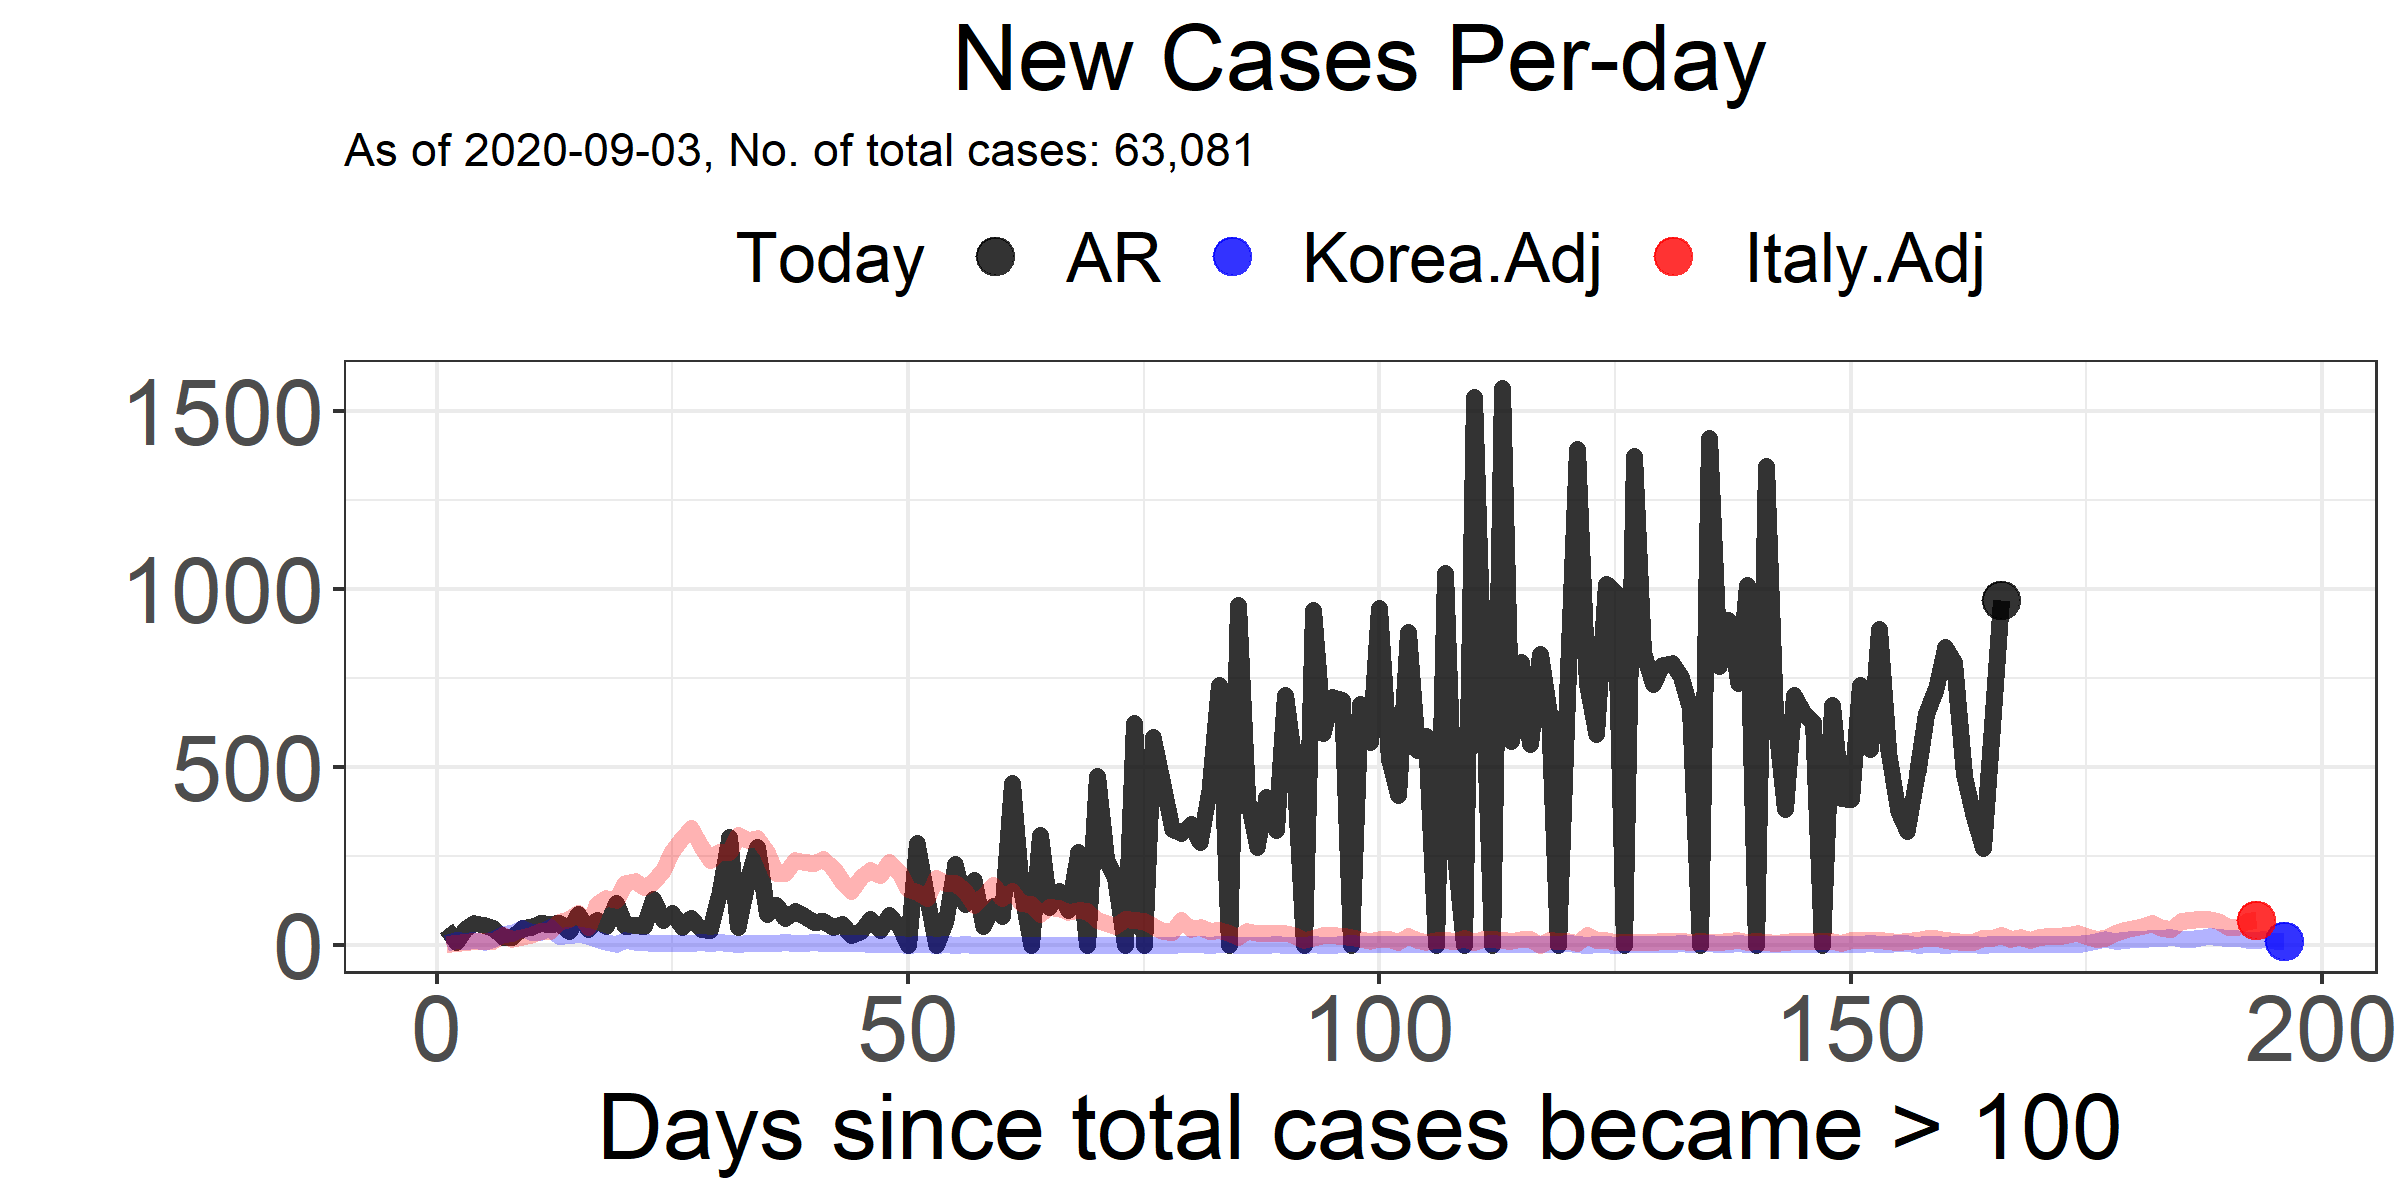 New Cases Per-day
As of 2020-09-03, No. of total cases: 63,081
Today AR Korea.Adj Italy.Adj
1500
1000
500
0
0 50 100 150 200
Days since total cases became > 100